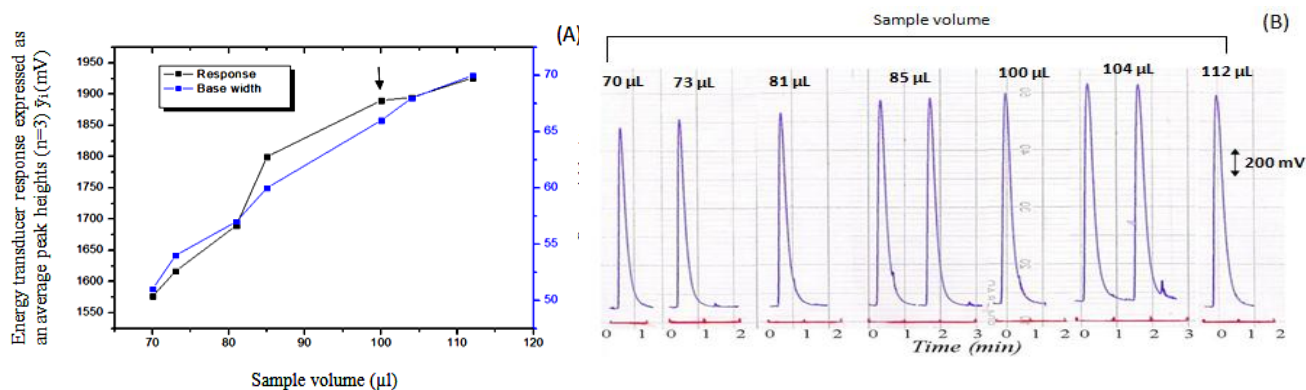 Energy transducer response expressed as
an average peak heights (n=3) ȳi(mV)
1950
1900
1850
1800
1750
1700
1650
1600
1550
Response
Base width
(A)
70
65
60
55
50
70 80 90 100 110 120
Sample volume (µl)
Sample volume
(B)
70 µL 73 µL 81 µL 85 µL 100 µL 104 µL 112 µL
200 mV
0 1 0 1 2 0 1 2 0 1 2 3 0 1 2 0 1 2 3 0 1 2
Time (min)